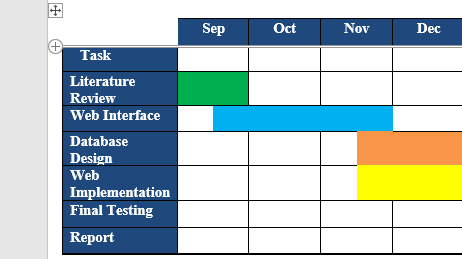 Sep Oct Nov Dec
Task
Literature
Review
Web Interface
Database
Design
Web
Implementation
Final Testing
Report